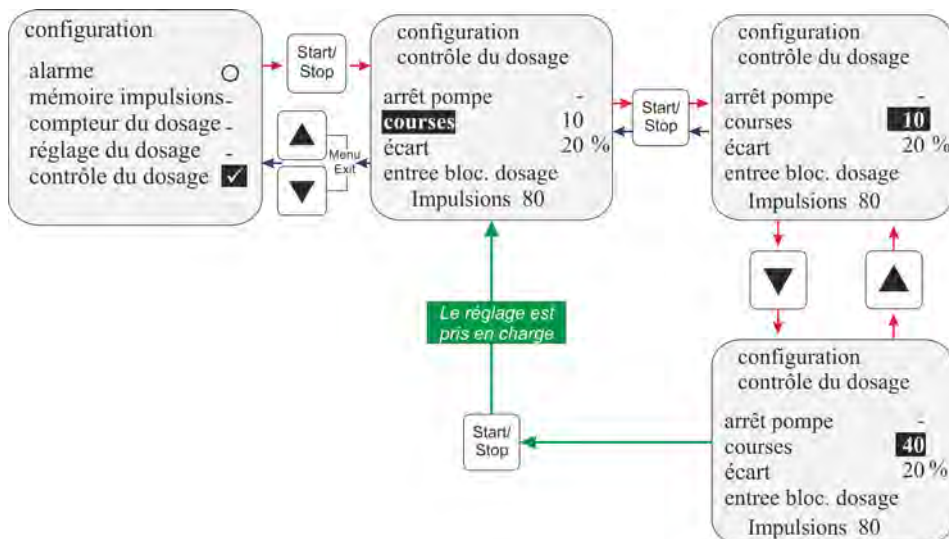 configuration
alarme
mémoire impulsions-
compteur du dosage -
réglage du dosage -
contrôle du dosage
Start/
Stop
Menu
Exit
configuration
contrôle du dosage
arrêt pompe -
courses 10
écart 20 %
entree bloc. dosage
Impulsions 80
Start/
Stop
configuration
contrôle du dosage
arrêt pompe -
courses 10
écart 20 %
entree bloc. dosage
Impulsions 80
Le réglage est
pris en charge
Start/
Stop
configuration
contrôle du dosage
arrêt pompe -
courses 40
écart 20 %
entree bloc. dosage
Impulsions 80